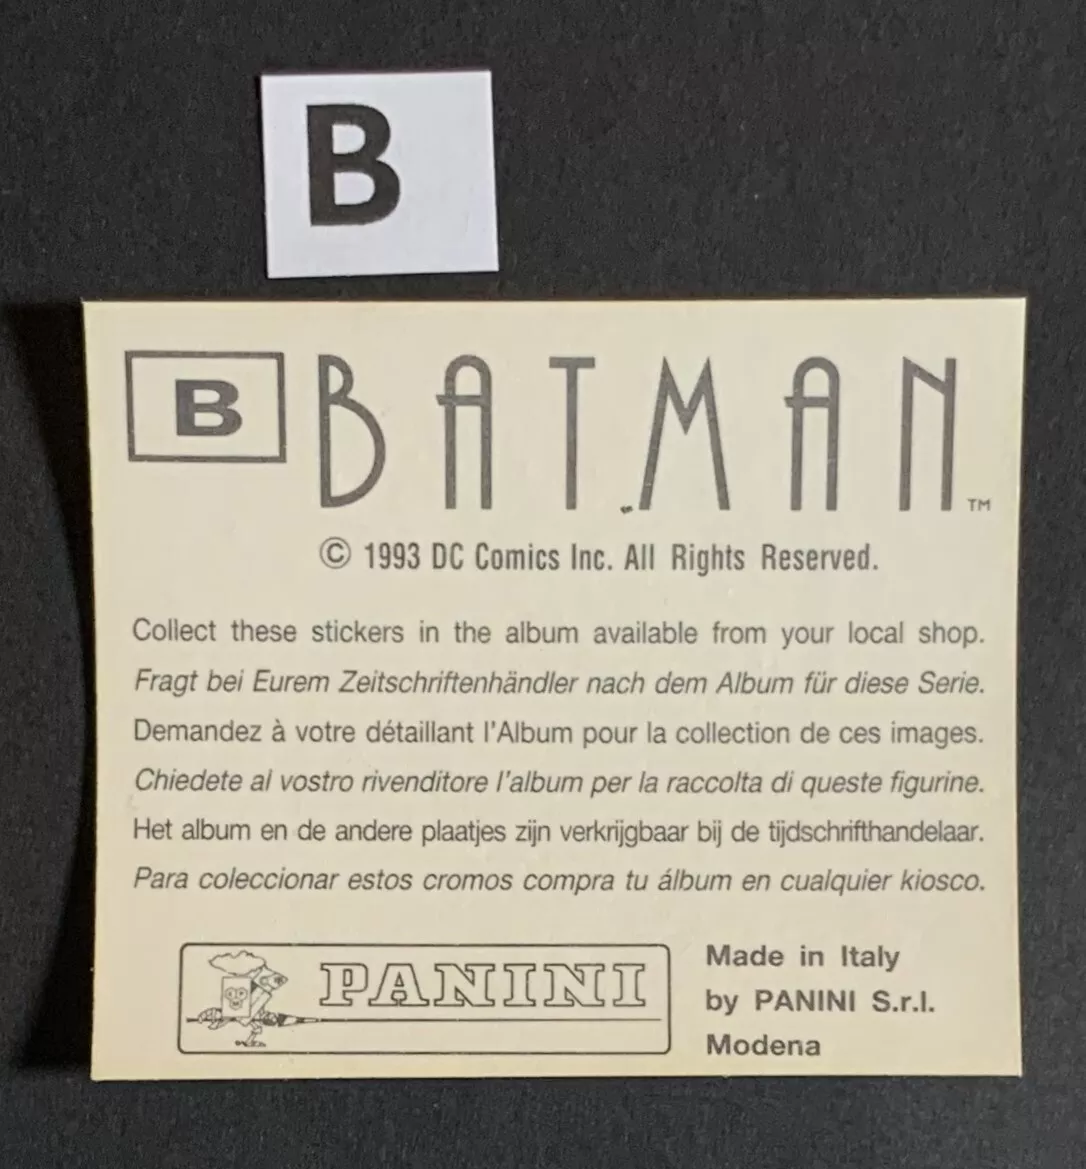 B
B BATMAN™
© 1993 DC Comics Inc. All Rights Reserved.
Collect these stickers in the album available from your local shop.
Fragt bei Eurem Zeitschriftenhändler nach dem Album für diese Serie.
Demandez à votre détaillant l'Album pour la collection de ces images.
Chiedete al vostro rivenditore l'album per la raccolta di queste figurine.
Het album en de andere plaatjes zijn verkrijgbaar bij de tijdschrifthandelaar.
Para coleccionar estos cromos compra tu álbum en cualquier kiosco.
PANINI
Made in Italy
by PANINI S.r.l.
Modena